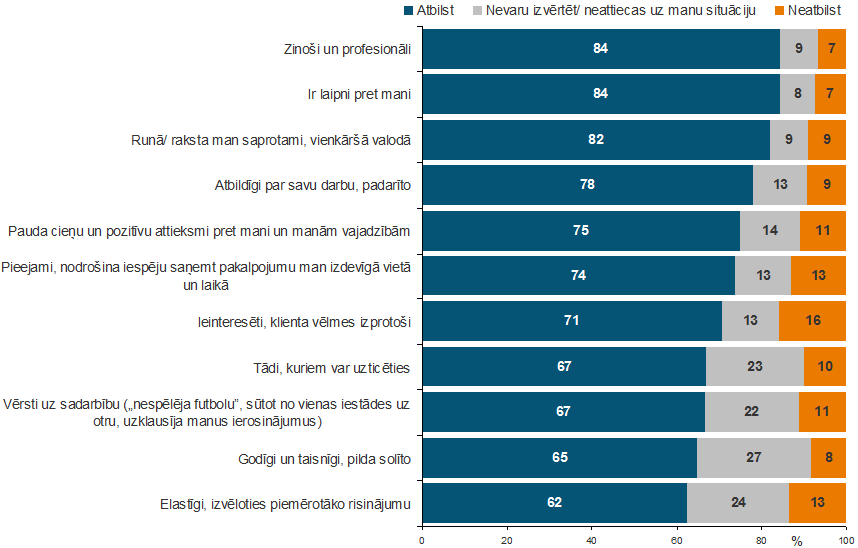 Atbilst Nevaru izvērtēt/ neattiecas uz manu situāciju Neatbilst
Zinoši un profesionāli 84 9 7
Ir laipni pret mani 84 8 7
Runā/ raksta man saprotami, vienkāršā valodā 82 9 9
Atbildīgi par savu darbu, padarīto 78 13 9
Pauda cieņu un pozitīvu attieksmi pret mani un manām vajadzībām 75 14 11
Pieejami, nodrošina iespēju saņemt pakalpojumu man izdevīgā vietā
un laikā 74 13 13
Ieinteresēti, klienta vēlmes izprotoši 71 13 16
Tādi, kuriem var uzticēties 67 23 10
Vērsti uz sadarbību („nespēlēja futbolu”, sūtot no vienas iestādes uz
otru, uzklausīja manus ierosinājumus) 67 22 11
Godīgi un taisnīgi, pilda solīto 65 27 8
Elastīgi, izvēloties piemērotāko risinājumu 62 24 13
0 20 40 60 80 % 100